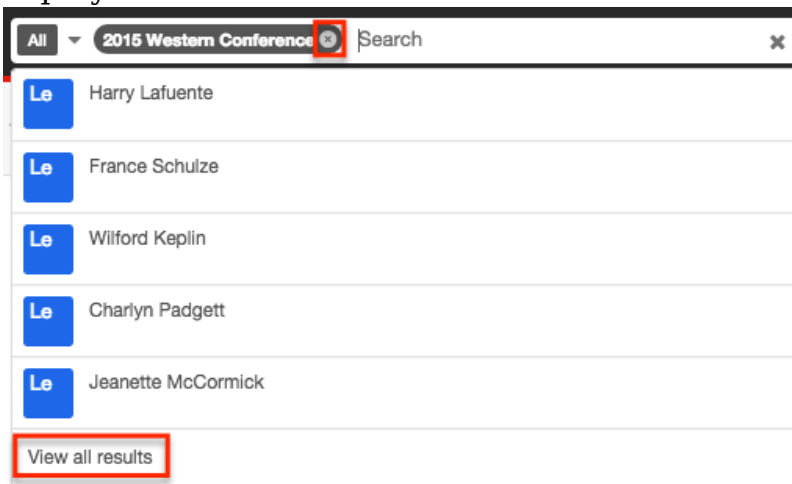 All 2015 Western Conference Search
Le Harry Lafuente
Le France Schulze
Le Wilford Keplin
Le Charlyn Padgett
Le Jeanette McCormick
View all results